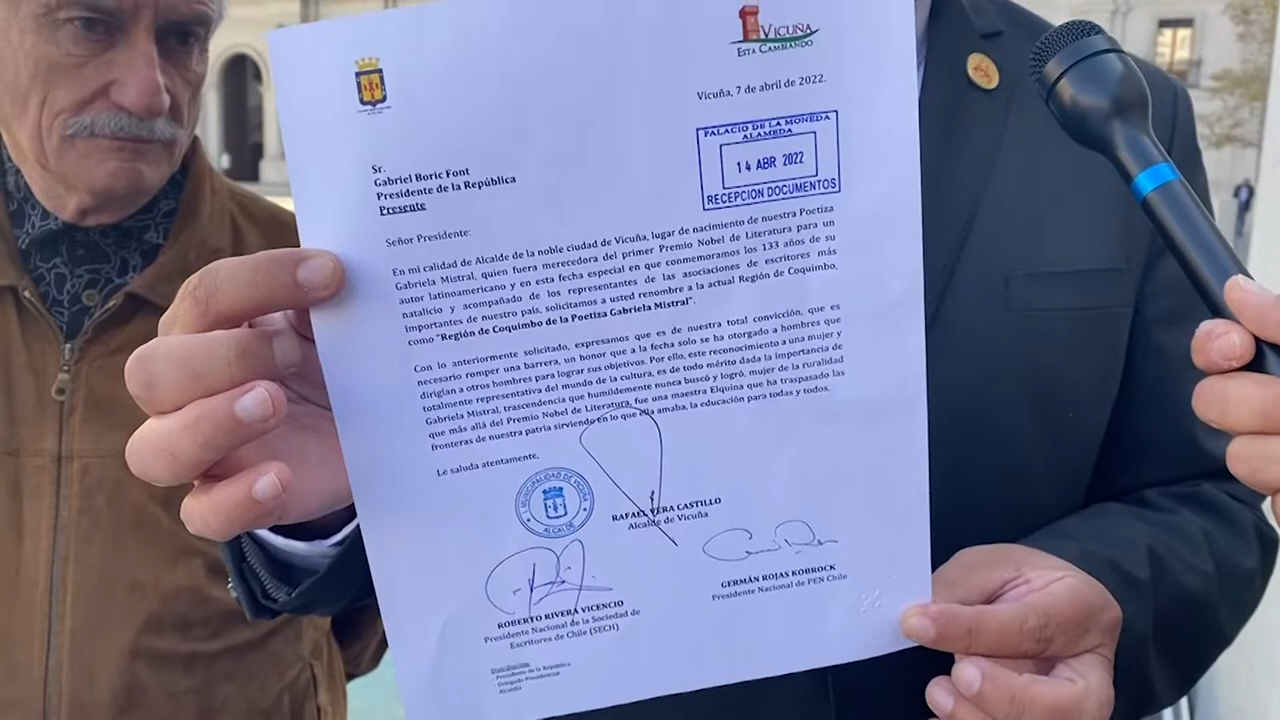 VICUÑA
ESTÁ CAMBIANDO
Vicuña, 7 de abril de 2022.
PALACIO DE LA MONEDA
ALAMEDA
14 ABR 2022
RECEPCION DOCUMENTOS
Sr.
Gabriel Boric Font
Presidente de la República
Presente
Señor Presidente:
En mi calidad de Alcalde de la noble ciudad de Vicuña, lugar de nacimiento de nuestra Poetiza
Gabriela Mistral, quien fuera merecedora del primer Premio Nobel de Literatura para un
autor latinoamericano y en esta fecha especial en que conmemoramos los 133 años de su
natalicio y acompañado de los representantes de las asociaciones de escritores más
importantes de nuestro país, solicitamos a usted renombre a la actual Región de Coquimbo,
como "Región de Coquimbo de la Poetiza Gabriela Mistral".
Con lo anteriormente solicitado, expresamos que es de nuestra total convicción, que es
necesario romper una barrera, un honor que a la fecha solo se ha otorgado a hombres que
dirigían a otros hombres para lograr sus objetivos. Por ello, este reconocimiento a una mujer y
totalmente representativa del mundo de la cultura, es de todo mérito dada la importancia de
Gabriela Mistral, trascendencia que humildemente nunca buscó y logró, mujer de la ruralidad
que más allá del Premio Nobel de Literatura, fue una maestra Elquina que ha traspasado las
fronteras de nuestra patria sirviendo en lo que ella amaba, la educación para todas y todos.
Le saluda atentamente,
I. MUNICIPALIDAD DE VICUÑA
ALCALDE
RAFAEL VERA CASTILLO
Alcalde de Vicuña
ROBERTO RIVERA VICENCIO
Presidente Nacional de la Sociedad de
Escritores de Chile (SECH)
GERMÁN ROJAS KOBROCK
Presidente Nacional de PEN Chile
Distribución:
- Presidente de la República
- Delegado Presidencial
- Alcaldía